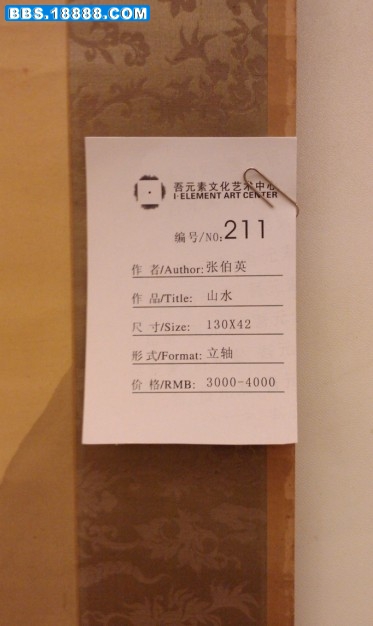 BBS.18888.COM
吾元素文化艺术中心
I·ELEMENT ART CENTER
编号/NO:211
作 者/Author:张伯英
作 品/Title: 山水
尺 寸/Size: 130X42
形 式/Format: 立轴
价 格/RMB: 3000-4000